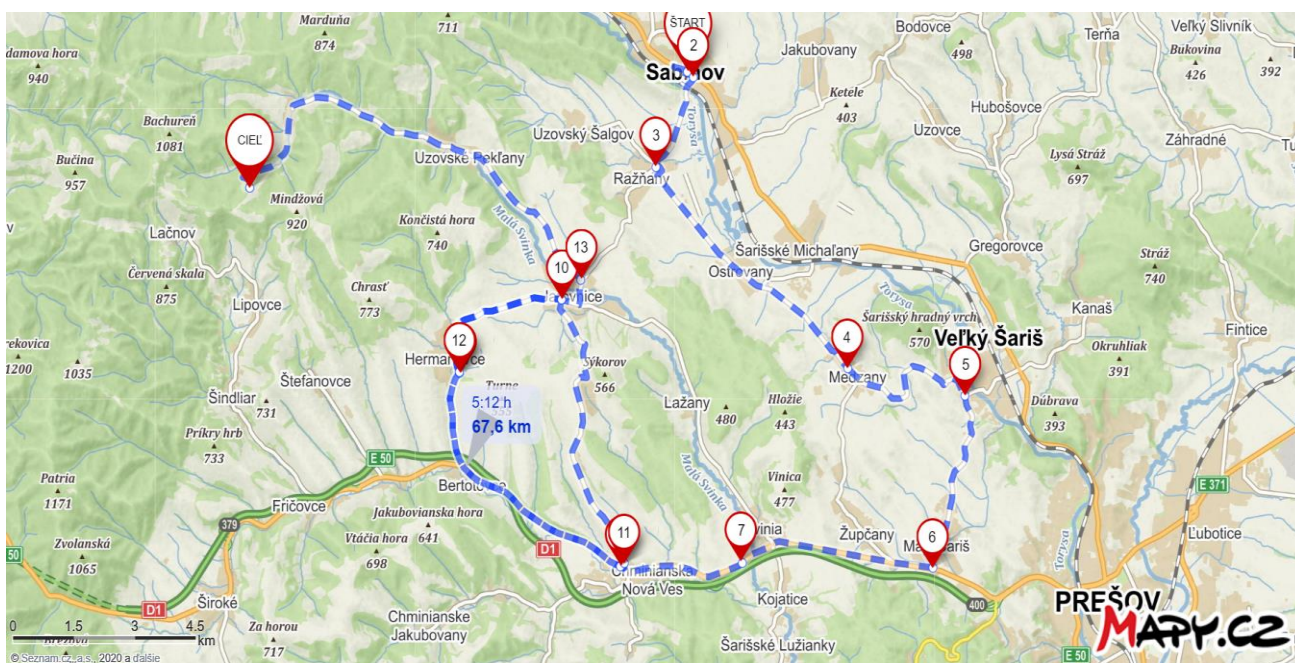 Marduňa
874
711
ŠTART
2
Bodovce
Veľký Slivník
Terňa
Jakubovany
498
Bukovina
426
392
damova hora
940
Ketele
403
Hubošovce
Bachureň
1081
CIEĽ
Uzovský Šalgov
3
Torysa
Uzovce
Záhradné
Bučina
957
Uzovské Pekľany
Ražňany
Lysá Stráž
697
Mindžová
920
Končistá hora
740
Malá Svinka
Lačnov
13
10
Šarišské Michaľany
Gregorovce
Stráž
740
Červená skala
875
Ostrovany
Chrasť
773
Torysa
Kanaš
Lipovce
Šarišský hradný vrch
570
Fintice
12
4
Veľký Šariš
5
Okruhliak
391
1200
1035
Sýkorov
566
Štefanovce
Šindliar
731
5:12 h
67,6 km
Lažany
480
Hložie
443
Dúbrava
393
Príkry hrb
733
E 50
Patria
1171
Malá Svinka
Vinica
477
E 371
Fričovce
379
Jakubovianska hora
641
11
7
Župčany
6
Ľubotice
50
Zvolenská
1065
Vtáčia hora
698
D1
Chminianska
Nová Ves
Torysa
D1
Široké
Kojatice
400
PREŠOV
Chminianske
Jakubovany
MAPY.CZ
0 1.5 3 4.5
km
Za horou
717
Šarišské Lužianky
E 50
© Seznam.cz, a.s., 2020 a ďalšie